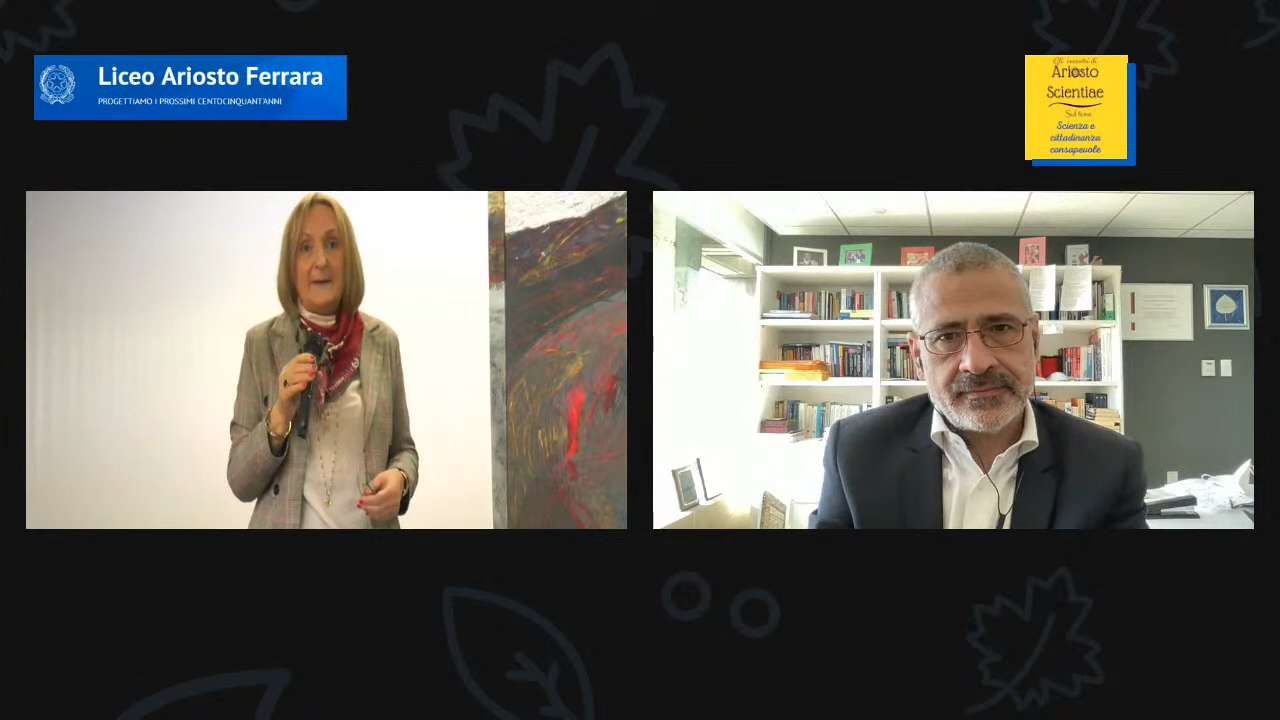 Liceo Ariosto Ferrara
PROGETTIAMO I PROSSIMI CENTOCINQUANT'ANNI
Gli incontri di
Ariosto
Scientiae
Sul tema
Scienza e
cittadinanza
consapevole